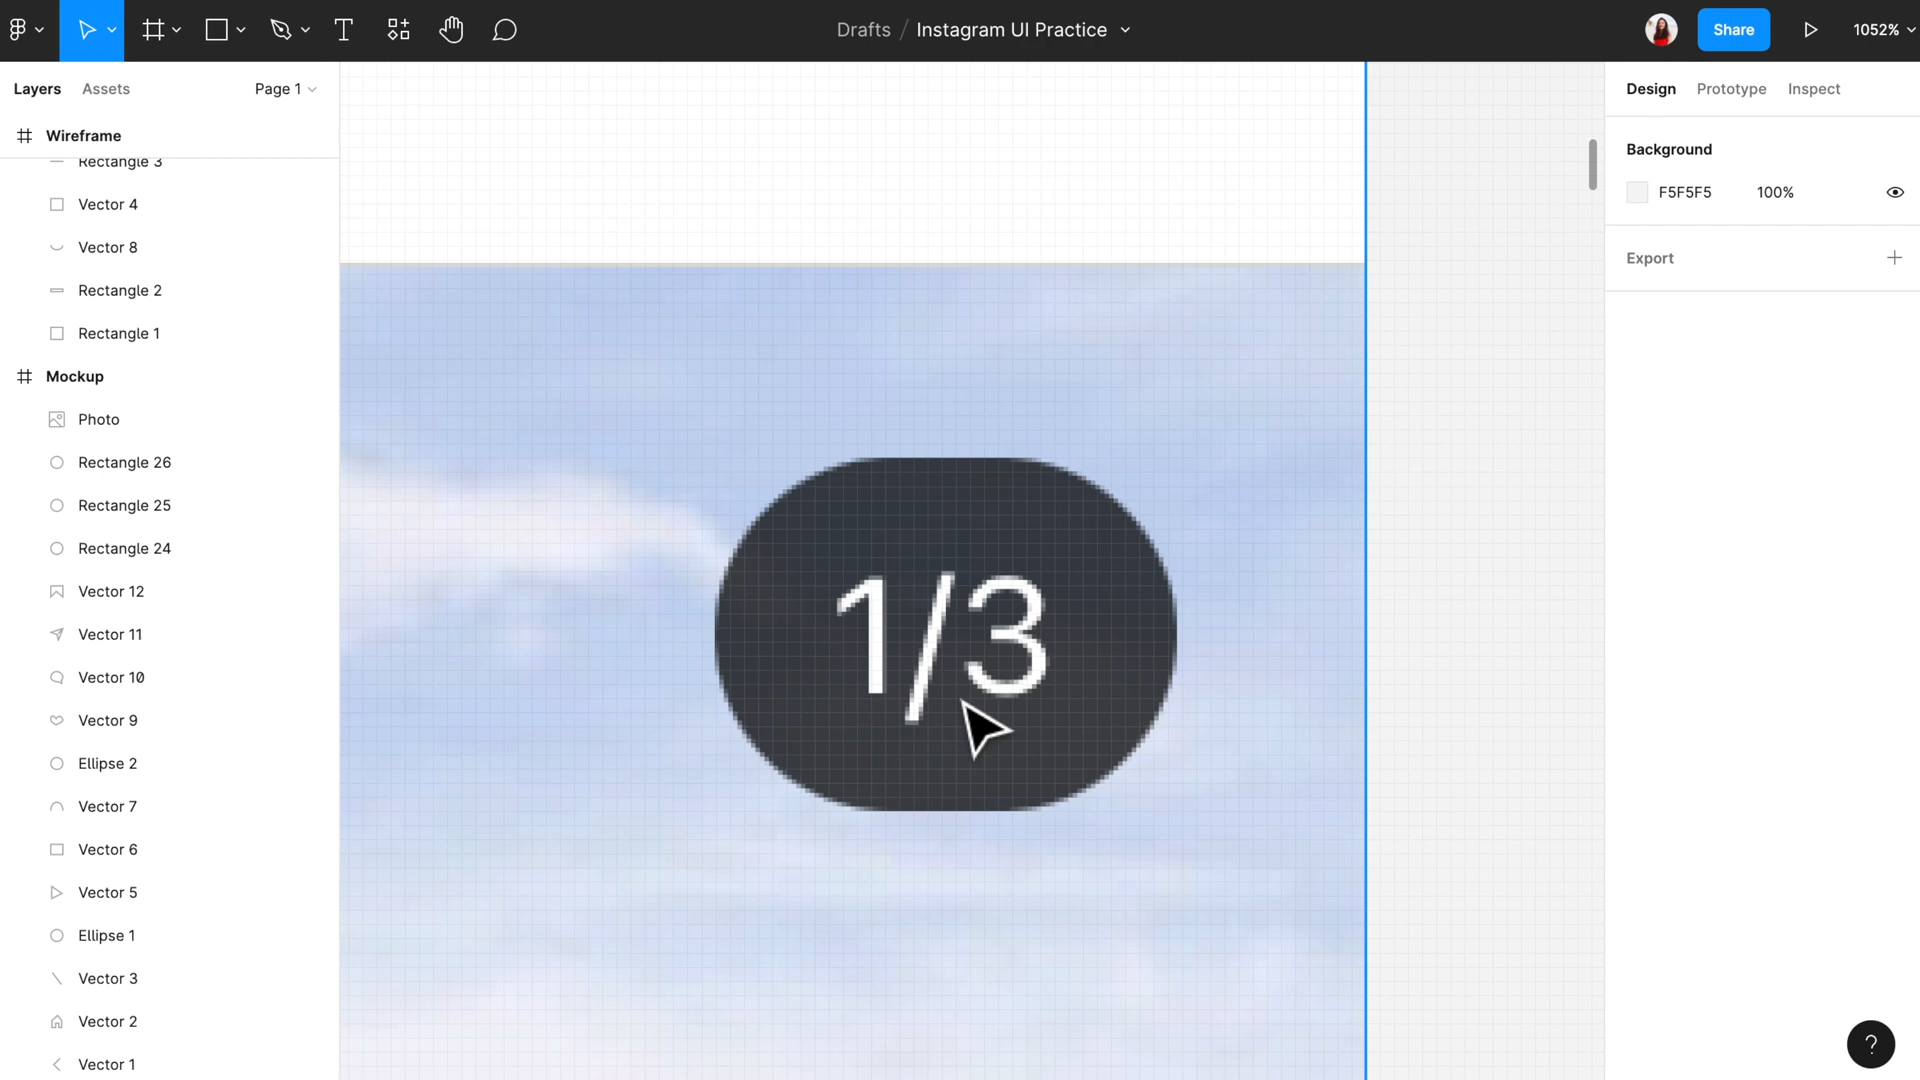 Drafts / Instagram UI Practice
Share
1052%
Layers Assets Page 1
Wireframe
Rectangle 3
Vector 4
Vector 8
Rectangle 2
Rectangle 1
Mockup
Photo
Rectangle 26
Rectangle 25
Rectangle 24
Vector 12
Vector 11
Vector 10
Vector 9
Ellipse 2
Vector 7
Vector 6
Vector 5
Ellipse 1
Vector 3
Vector 2
Vector 1
1/3
Design Prototype Inspect
Background
F5F5F5 100%
Export
?